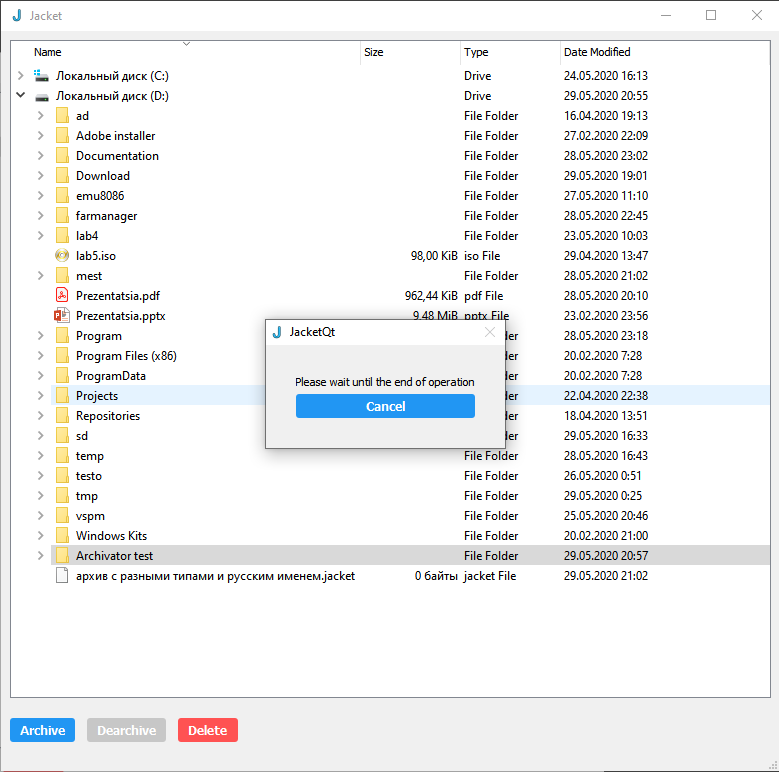 Jacket
Name Size Type Date Modified
Локальный диск (C:) Drive 24.05.2020 16:13
Локальный диск (D:) Drive 29.05.2020 20:55
ad File Folder 16.04.2020 19:13
Adobe installer File Folder 27.02.2020 22:09
Documentation File Folder 28.05.2020 23:02
Download File Folder 29.05.2020 19:01
emu8086 File Folder 27.05.2020 11:10
farmanager File Folder 28.05.2020 22:45
lab4 File Folder 23.05.2020 10:03
lab5.iso 98,00 KiB iso File 29.04.2020 13:47
mest File Folder 28.05.2020 21:02
Prezentatsia.pdf 962,44 KiB pdf File 28.05.2020 20:10
Prezentatsia.pptx 9,48 MiB pptx File 23.02.2020 23:56
Program 28.05.2020 23:18
Program Files (x86) 20.02.2020 7:28
ProgramData 20.02.2020 7:28
Projects 22.04.2020 22:38
Repositories 18.04.2020 13:51
sd 29.05.2020 16:33
JacketQt
Please wait until the end of operation
Cancel
temp File Folder 28.05.2020 16:43
testo File Folder 26.05.2020 0:51
tmp File Folder 29.05.2020 0:25
vspm File Folder 25.05.2020 20:46
Windows Kits File Folder 20.02.2020 21:00
Archivator test File Folder 29.05.2020 20:57
архив с разными типами и русским именем.jacket 0 байты jacket File 29.05.2020 21:02
Archive Dearchive Delete